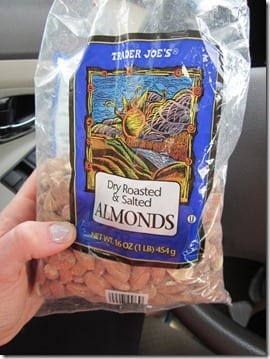 TRADER JOE'S®
Dry Roasted
& Salted
ALMONDS
NET WT. 16 OZ (1 LB) 454 g